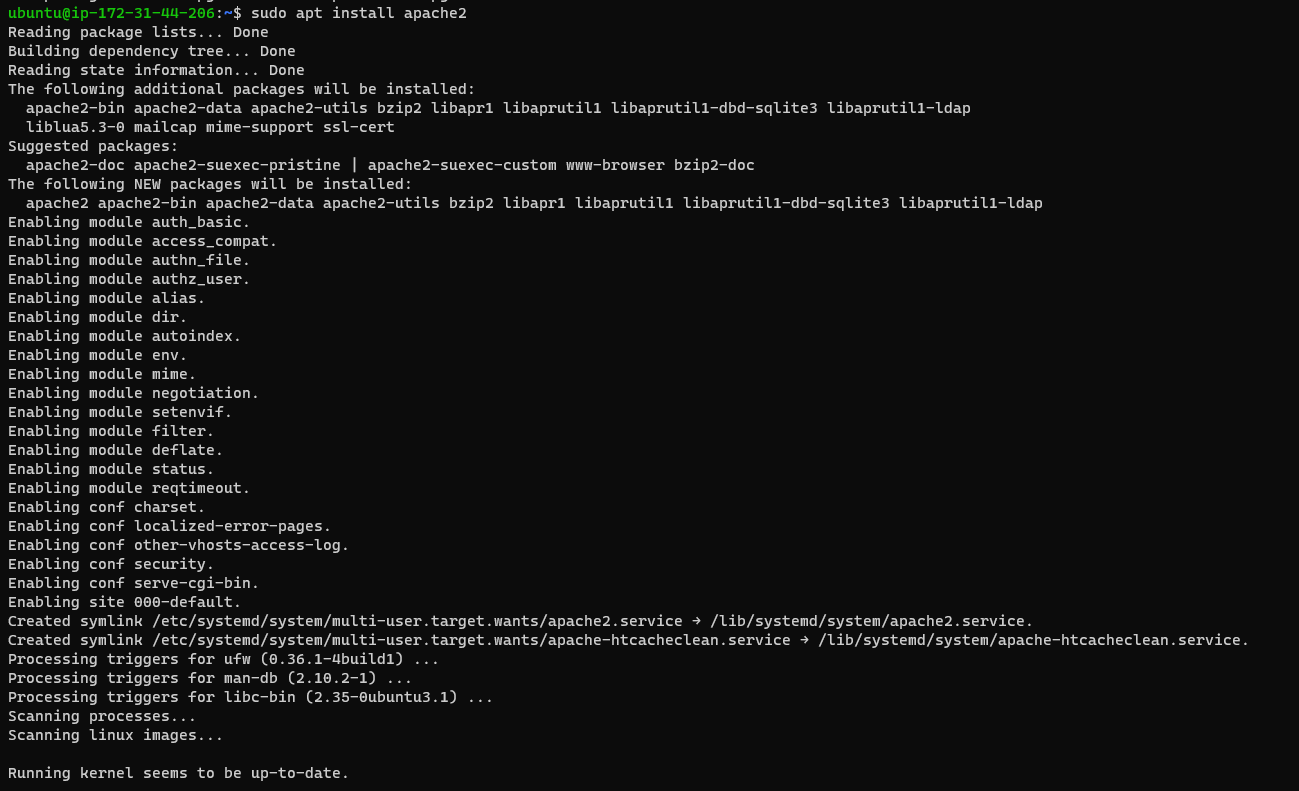 ubuntu@ip-172-31-44-206:~$ sudo apt install apache2
Reading package lists... Done
Building dependency tree... Done
Reading state information... Done
The following additional packages will be installed:
  apache2-bin apache2-data apache2-utils bzip2 libapr1 libaprutil1 libaprutil1-dbd-sqlite3 libaprutil1-ldap
  liblua5.3-0 mailcap mime-support ssl-cert
Suggested packages:
  apache2-doc apache2-suexec-pristine | apache2-suexec-custom www-browser bzip2-doc
The following NEW packages will be installed:
  apache2 apache2-bin apache2-data apache2-utils bzip2 libapr1 libaprutil1 libaprutil1-dbd-sqlite3 libaprutil1-ldap
Enabling module auth_basic.
Enabling module access_compat.
Enabling module authn_file.
Enabling module authz_user.
Enabling module alias.
Enabling module dir.
Enabling module autoindex.
Enabling module env.
Enabling module mime.
Enabling module negotiation.
Enabling module setenvif.
Enabling module filter.
Enabling module deflate.
Enabling module status.
Enabling module reqtimeout.
Enabling conf charset.
Enabling conf localized-error-pages.
Enabling conf other-vhosts-access-log.
Enabling conf security.
Enabling conf serve-cgi-bin.
Enabling site 000-default.
Created symlink /etc/systemd/system/multi-user.target.wants/apache2.service → /lib/systemd/system/apache2.service.
Created symlink /etc/systemd/system/multi-user.target.wants/apache-htcacheclean.service → /lib/systemd/system/apache-htcacheclean.service.
Processing triggers for ufw (0.36.1-4build1) ...
Processing triggers for man-db (2.10.2-1) ...
Processing triggers for libc-bin (2.35-0ubuntu3.1) ...
Scanning processes...
Scanning linux images...

Running kernel seems to be up-to-date.